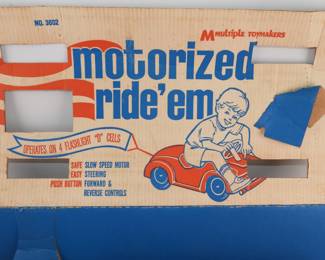 NO. 3602
M multiple toymakers
motorized
ride'em
OPERATES ON 4 FLASHLIGHT "D" CELLS
SAFE SLOW SPEED MOTOR
EASY STEERING
PUSH BUTTON FORWARD &
REVERSE CONTROLS